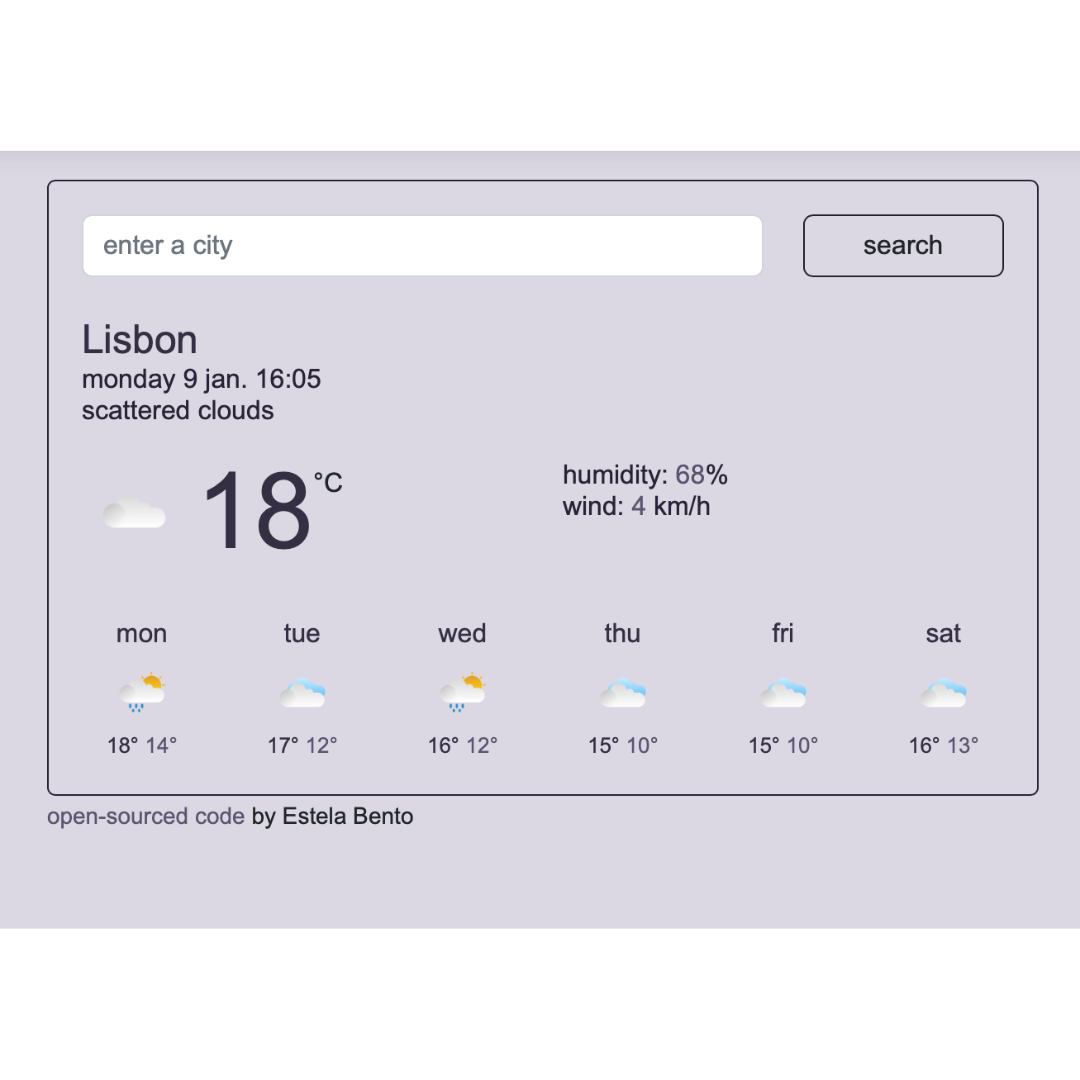 enter a city
search
Lisbon
monday 9 jan. 16:05
scattered clouds
18 °C
humidity: 68%
wind: 4 km/h
mon tue wed thu fri sat
18° 14° 17° 12° 16° 12° 15° 10° 15° 10° 16° 13°
open-sourced code by Estela Bento